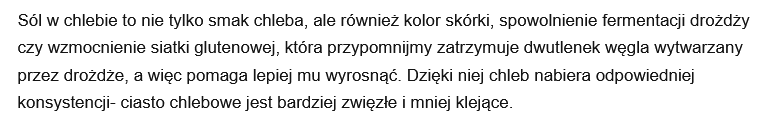 Sól w chlebie to nie tylko smak chleba, ale również kolor skórki, spowolnienie fermentacji drożdży
czy wzmocnienie siatki glutenowej, która przypomnijmy zatrzymuje dwutlenek węgla wytwarzany
przez drożdże, a więc pomaga lepiej mu wyrosnąć. Dzięki niej chleb nabiera odpowiedniej
konsystencji- ciasto chlebowe jest bardziej zwięzłe i mniej klejące.